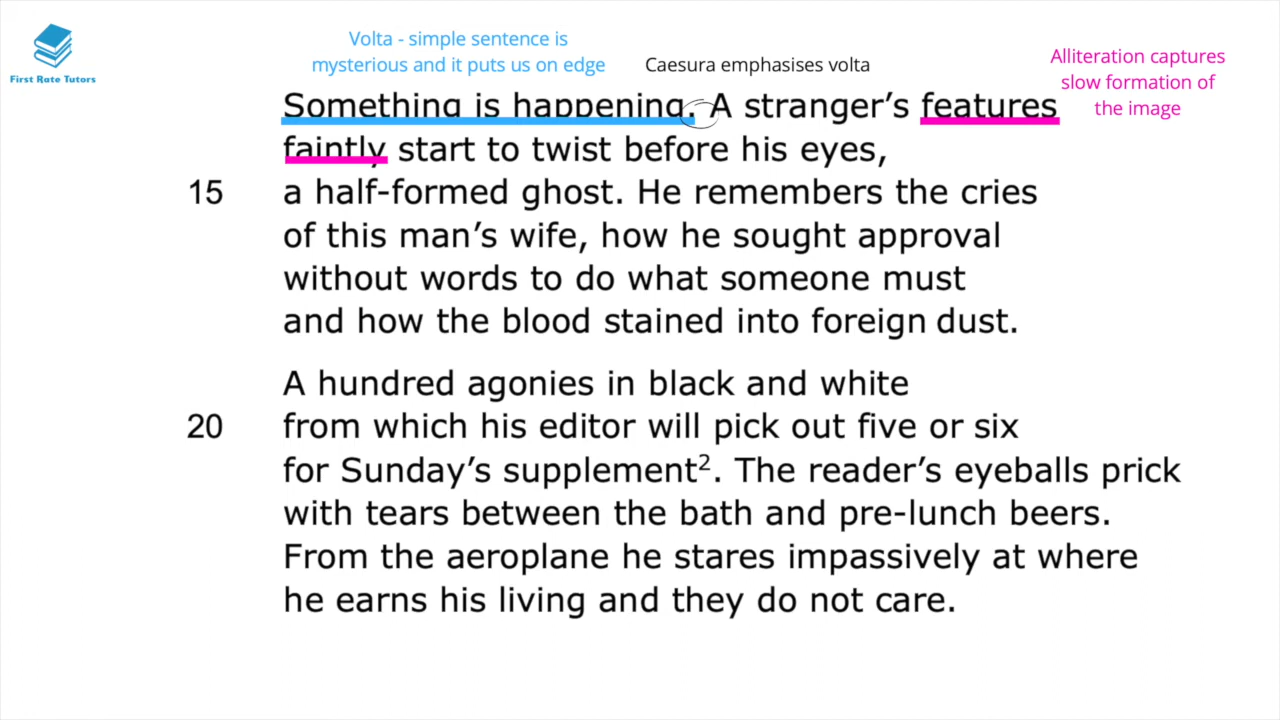 First Rate Tutors
Volta - simple sentence is
mysterious and it puts us on edge
Caesura emphasises volta
Alliteration captures
slow formation of
the image
Something is happening. A stranger's features
faintly start to twist before his eyes,
15 a half-formed ghost. He remembers the cries
of this man's wife, how he sought approval
without words to do what someone must
and how the blood stained into foreign dust.
A hundred agonies in black and white
20 from which his editor will pick out five or six
for Sunday's supplement². The reader's eyeballs prick
with tears between the bath and pre-lunch beers.
From the aeroplane he stares impassively at where
he earns his living and they do not care.